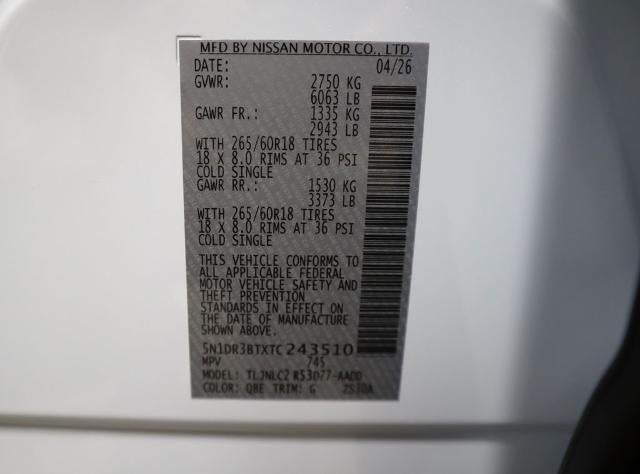 MFD BY NISSAN MOTOR CO., LTD.
DATE: 04/26
GVWR: 2750 KG
6063 LB
GAWR FR.: 1335 KG
2943 LB
WITH 265/60R18 TIRES
18 X 8.0 RIMS AT 36 PSI
COLD SINGLE
GAWR RR.: 1530 KG
3373 LB
WITH 265/60R18 TIRES
18 X 8.0 RIMS AT 36 PSI
COLD SINGLE
THIS VEHICLE CONFORMS TO
ALL APPLICABLE FEDERAL
MOTOR VEHICLE SAFETY AND
THEFT PREVENTION
STANDARDS IN EFFECT ON
THE DATE OF MANUFACTURE
SHOWN ABOVE.
5N1DR3BTXTC243510
MPV 745
MODEL: TLJNLCZ R53077-AA00
COLOR: QBE TRIM: G 2S30A